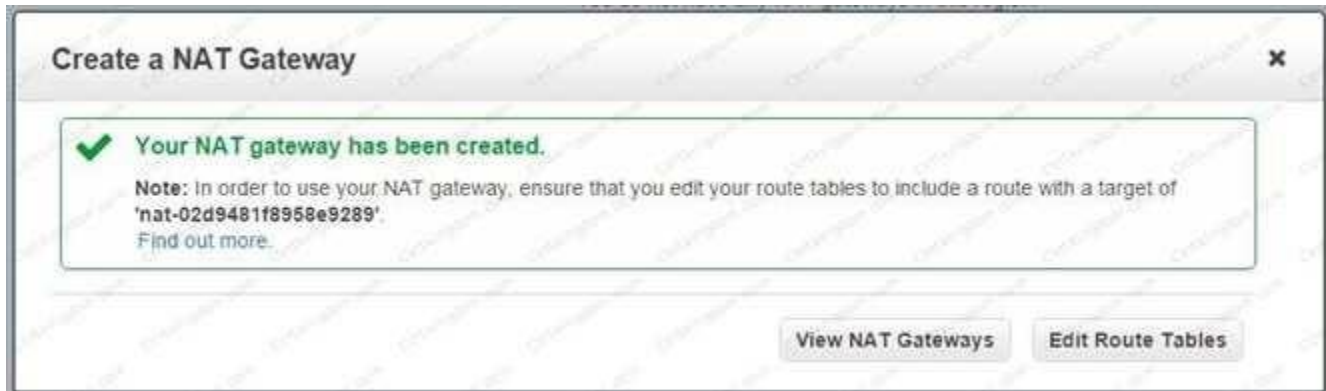 Create a NAT Gateway
Your NAT gateway has been created.
Note: In order to use your NAT gateway, ensure that you edit your route tables to include a route with a target of
'nat-02d9481f8958e9289'.
Find out more.
View NAT Gateways Edit Route Tables